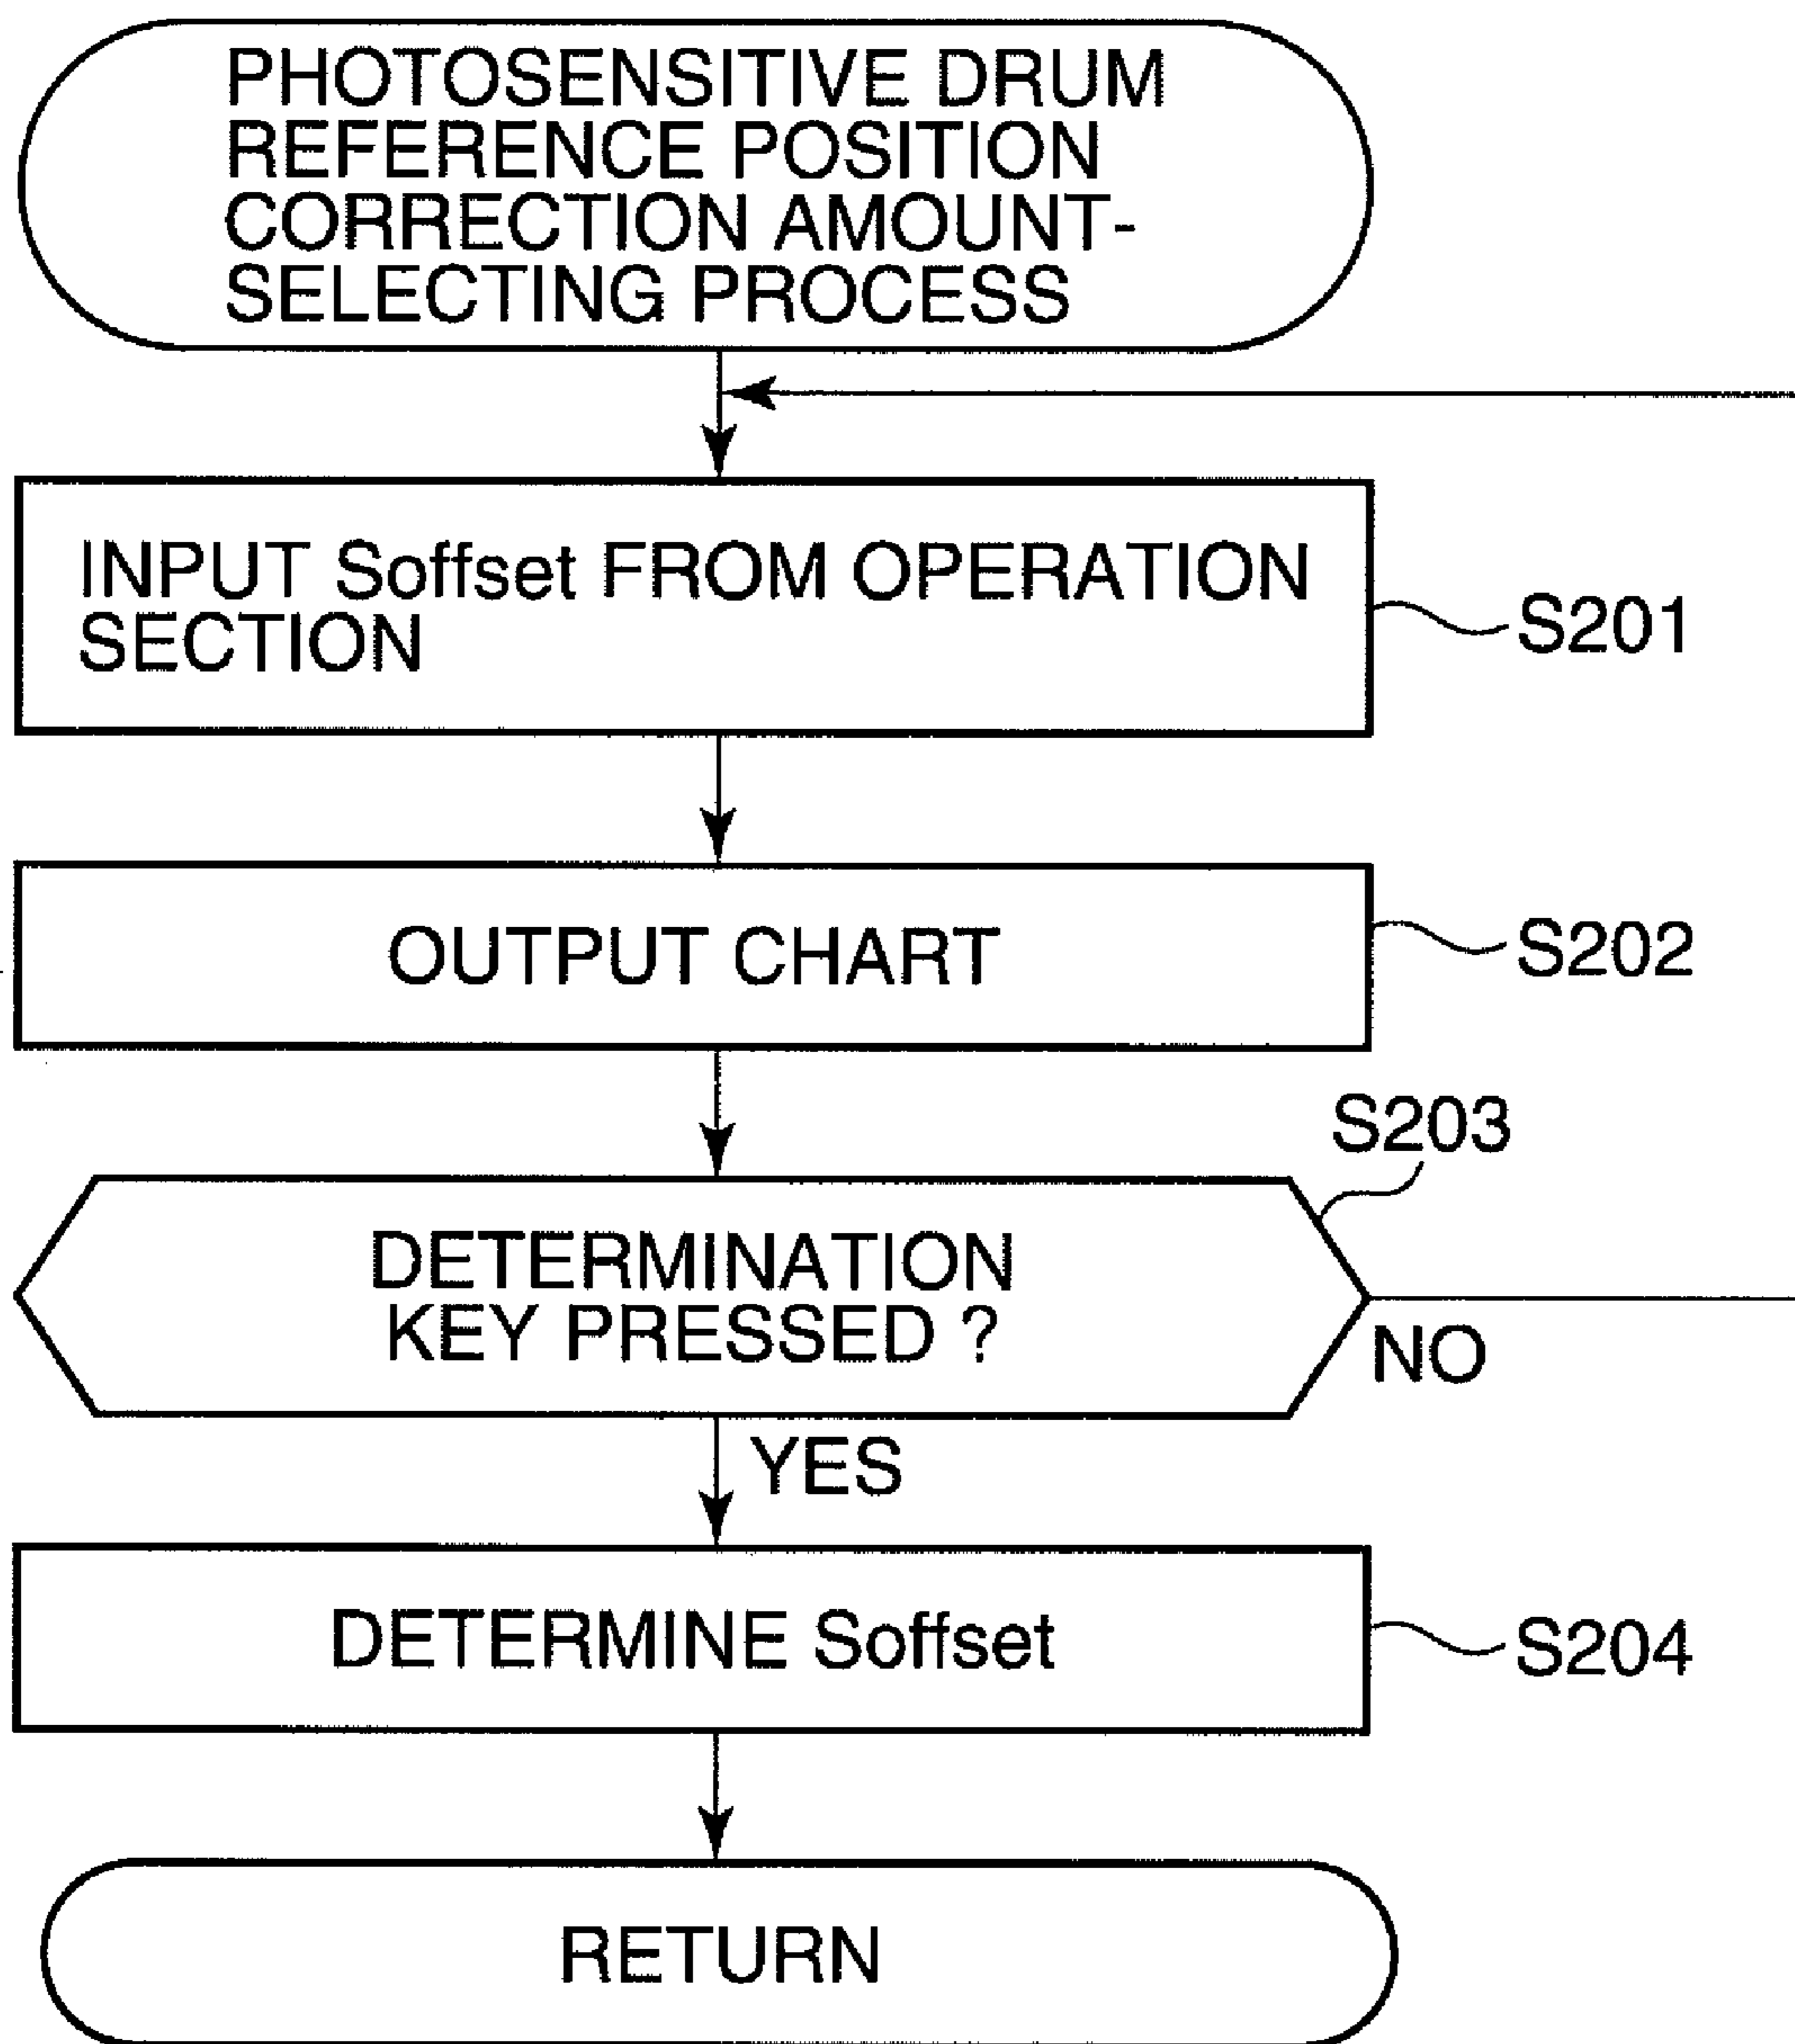 PHOTOSENSITIVE DRUM
REFERENCE POSITION
CORRECTION AMOUNT-
SELECTING PROCESS
INPUT Soffset FROM OPERATION
SECTION
S201
OUTPUT CHART
S202
S203
DETERMINATION
KEY PRESSED ?
NO
YES
DETERMINE Soffset
S204
RETURN